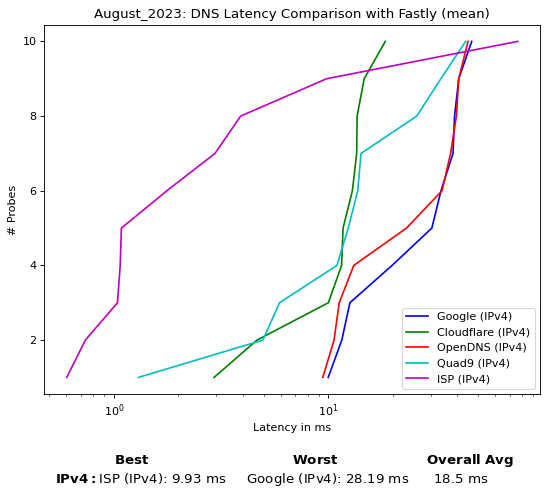 August_2023: DNS Latency Comparison with Fastly (mean)
10
8
6
4
2
# Probes
10⁰
10¹
Latency in ms
Google (IPv4)
Cloudflare (IPv4)
OpenDNS (IPv4)
Quad9 (IPv4)
ISP (IPv4)
Best Worst Overall Avg
IPv4: ISP (IPv4): 9.93 ms Google (IPv4): 28.19 ms 18.5 ms